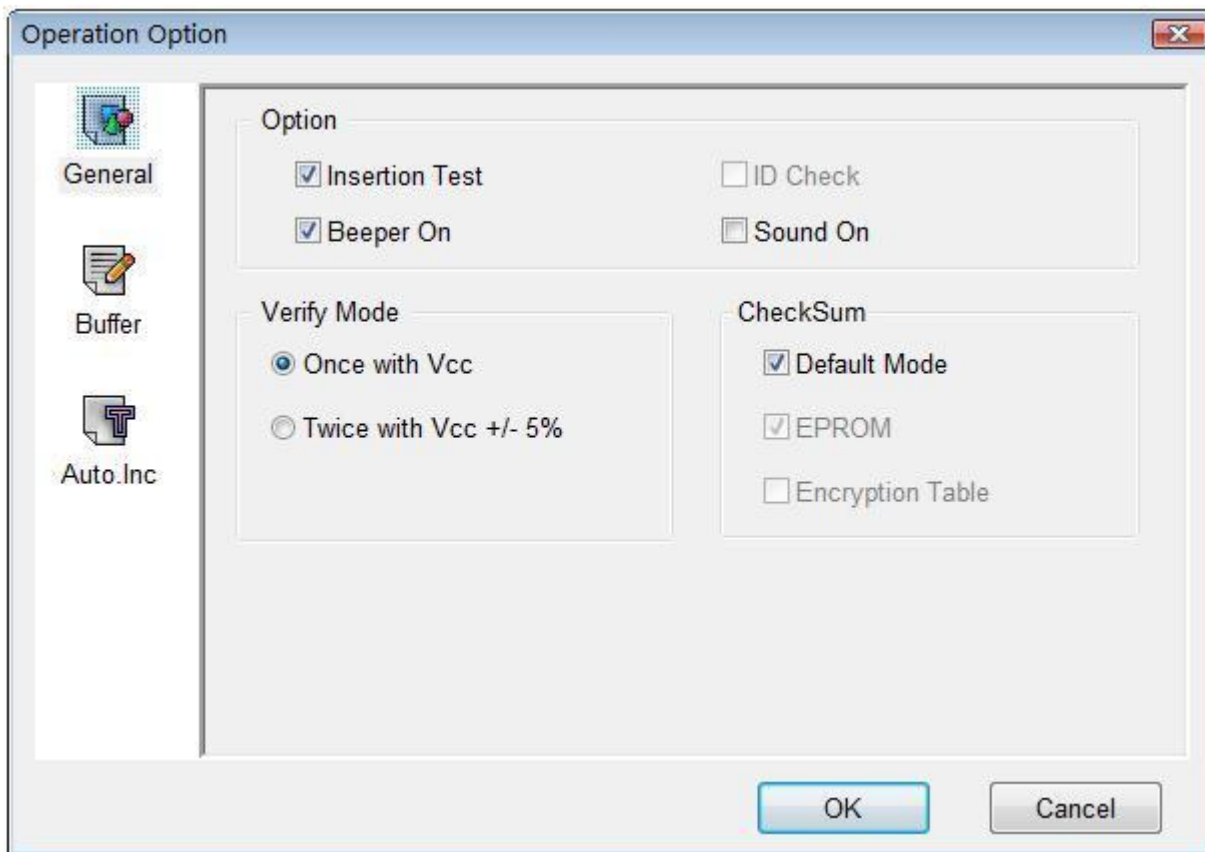 Operation Option
General
Buffer
Auto.Inc
Option
Insertion Test
ID Check
Beeper On
Sound On
Verify Mode
Once with Vcc
Twice with Vcc +/- 5%
CheckSum
Default Mode
EPROM
Encryption Table
OK
Cancel